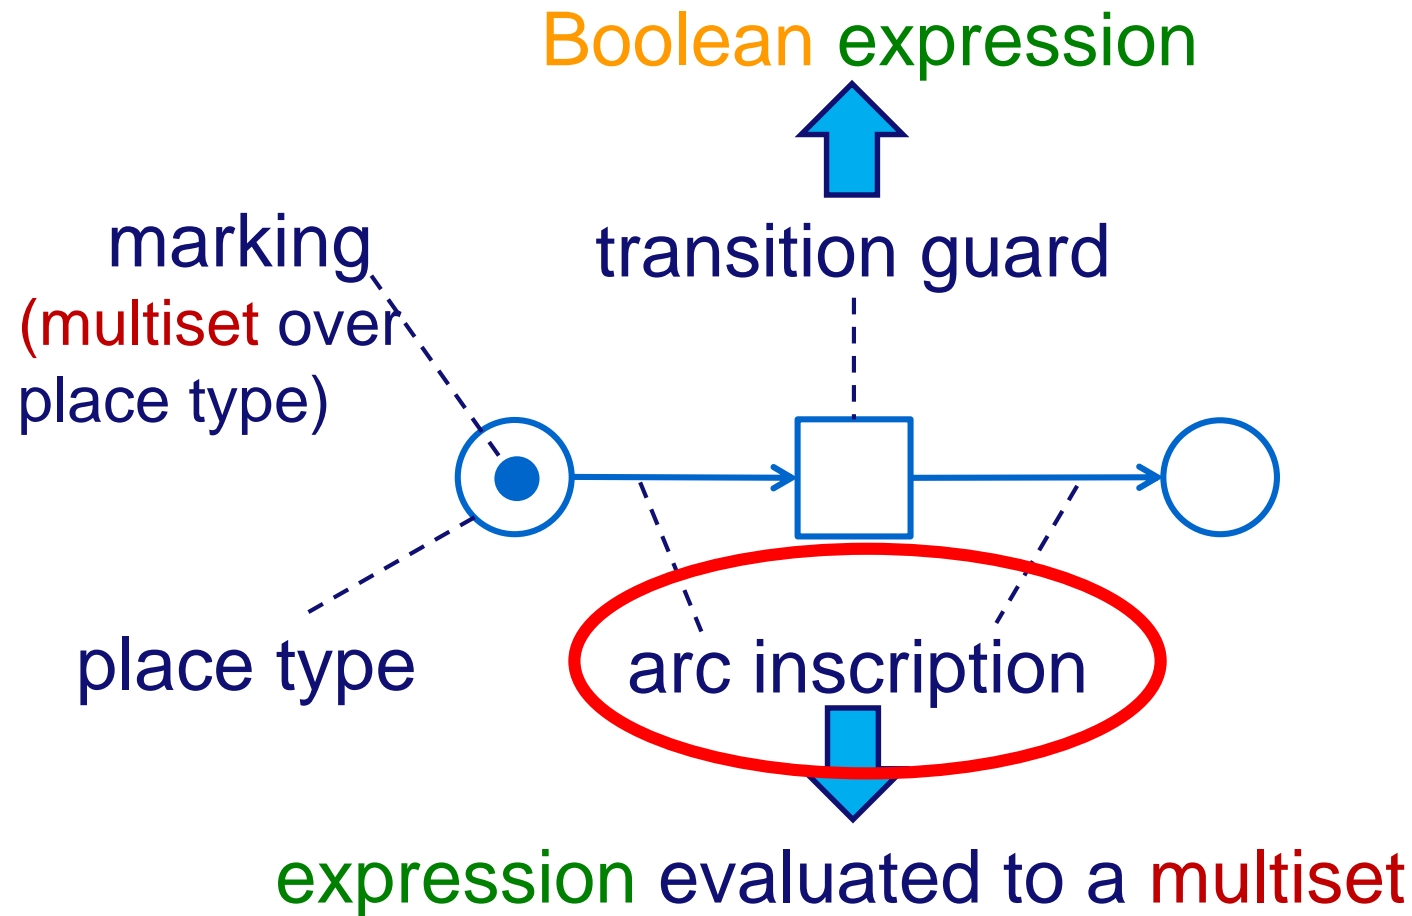 Boolean expression
marking
(multiset over
place type)
transition guard
place type
arc inscription
expression evaluated to a multiset